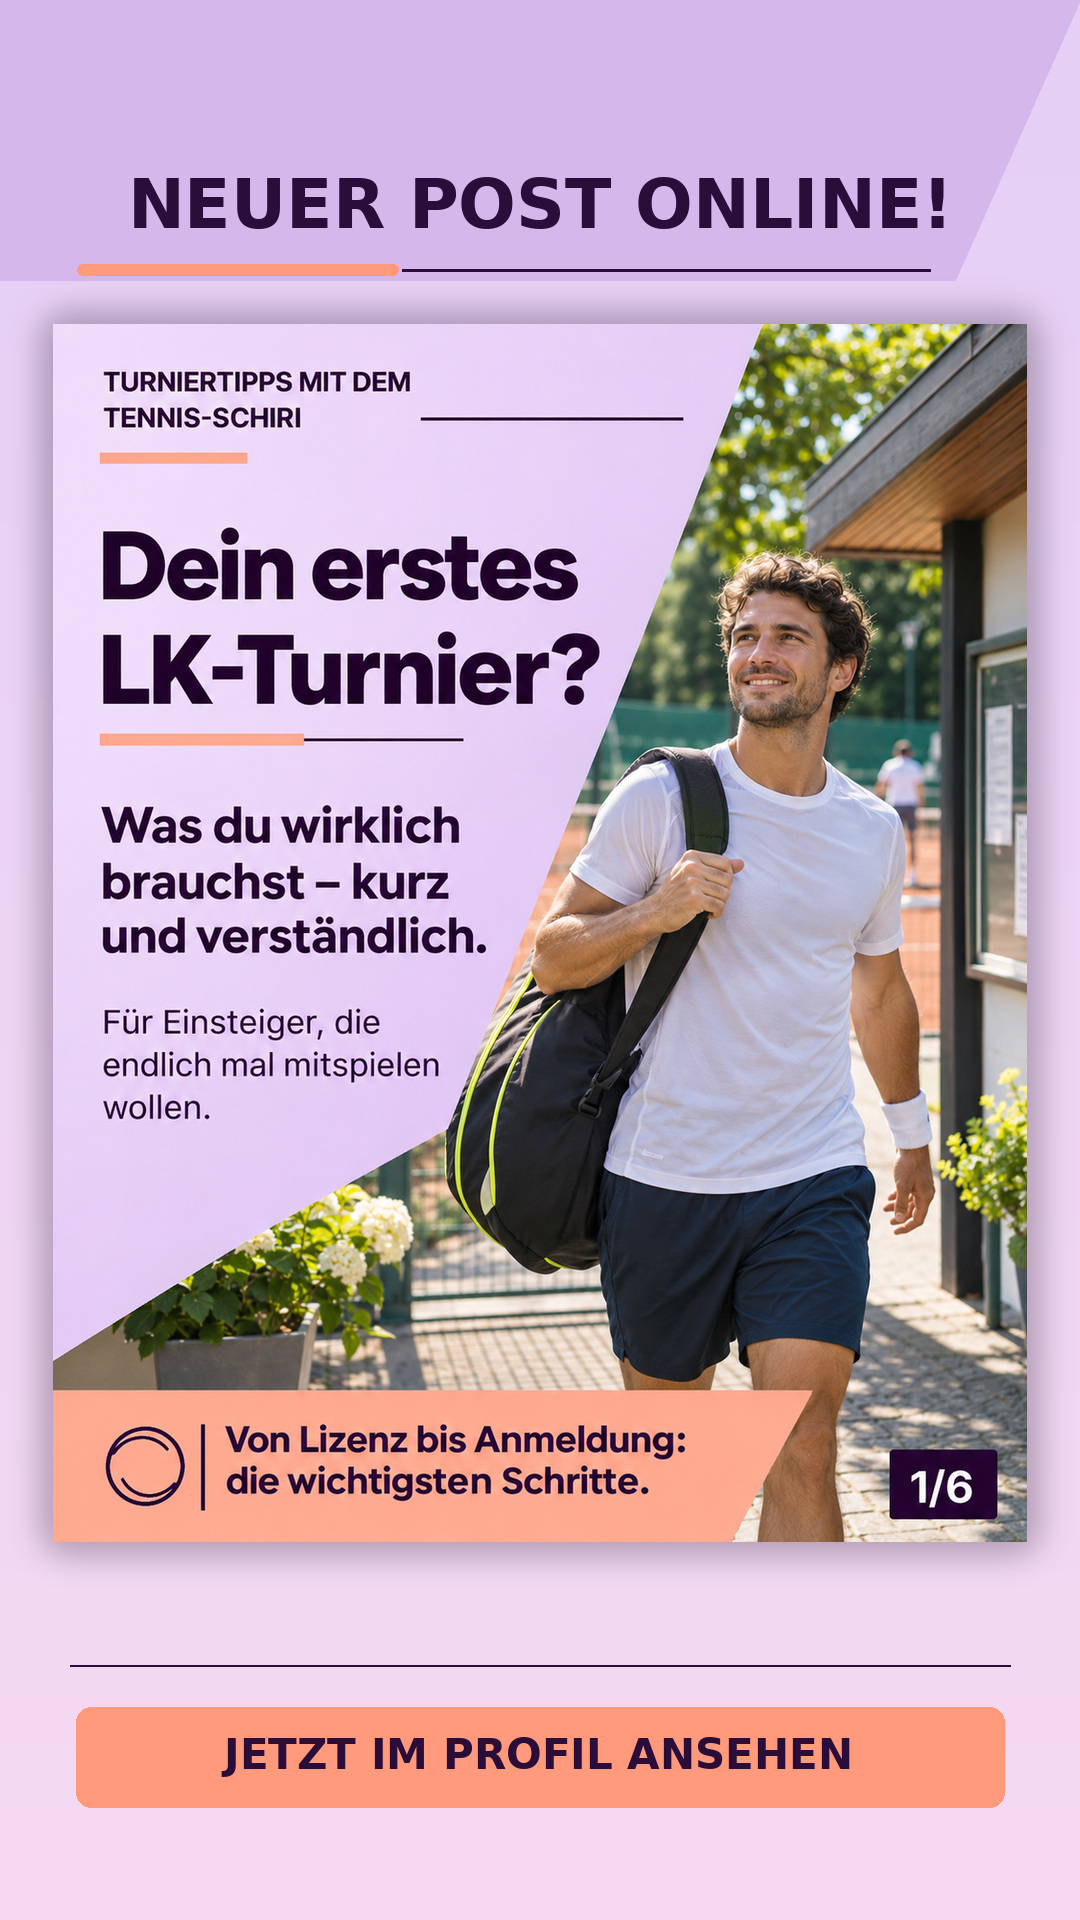 NEUER POST ONLINE!
TURNIERTIPPS MIT DEM
TENNIS-SCHIRI
Dein erstes
LK-Turnier?
Was du wirklich
brauchst – kurz
und verständlich.
Für Einsteiger, die
endlich mal mitspielen
wollen.
Von Lizenz bis Anmeldung:
die wichtigsten Schritte.
1/6
JETZT IM PROFIL ANSEHEN